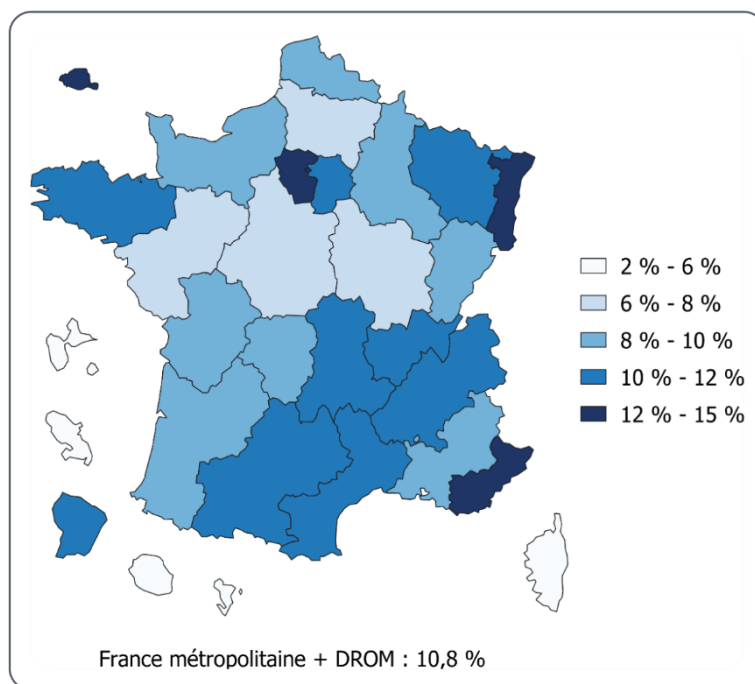 2 % - 6 %
6 % - 8 %
8 % - 10 %
10 % - 12 %
12 % - 15 %
France métropolitaine + DROM : 10,8 %